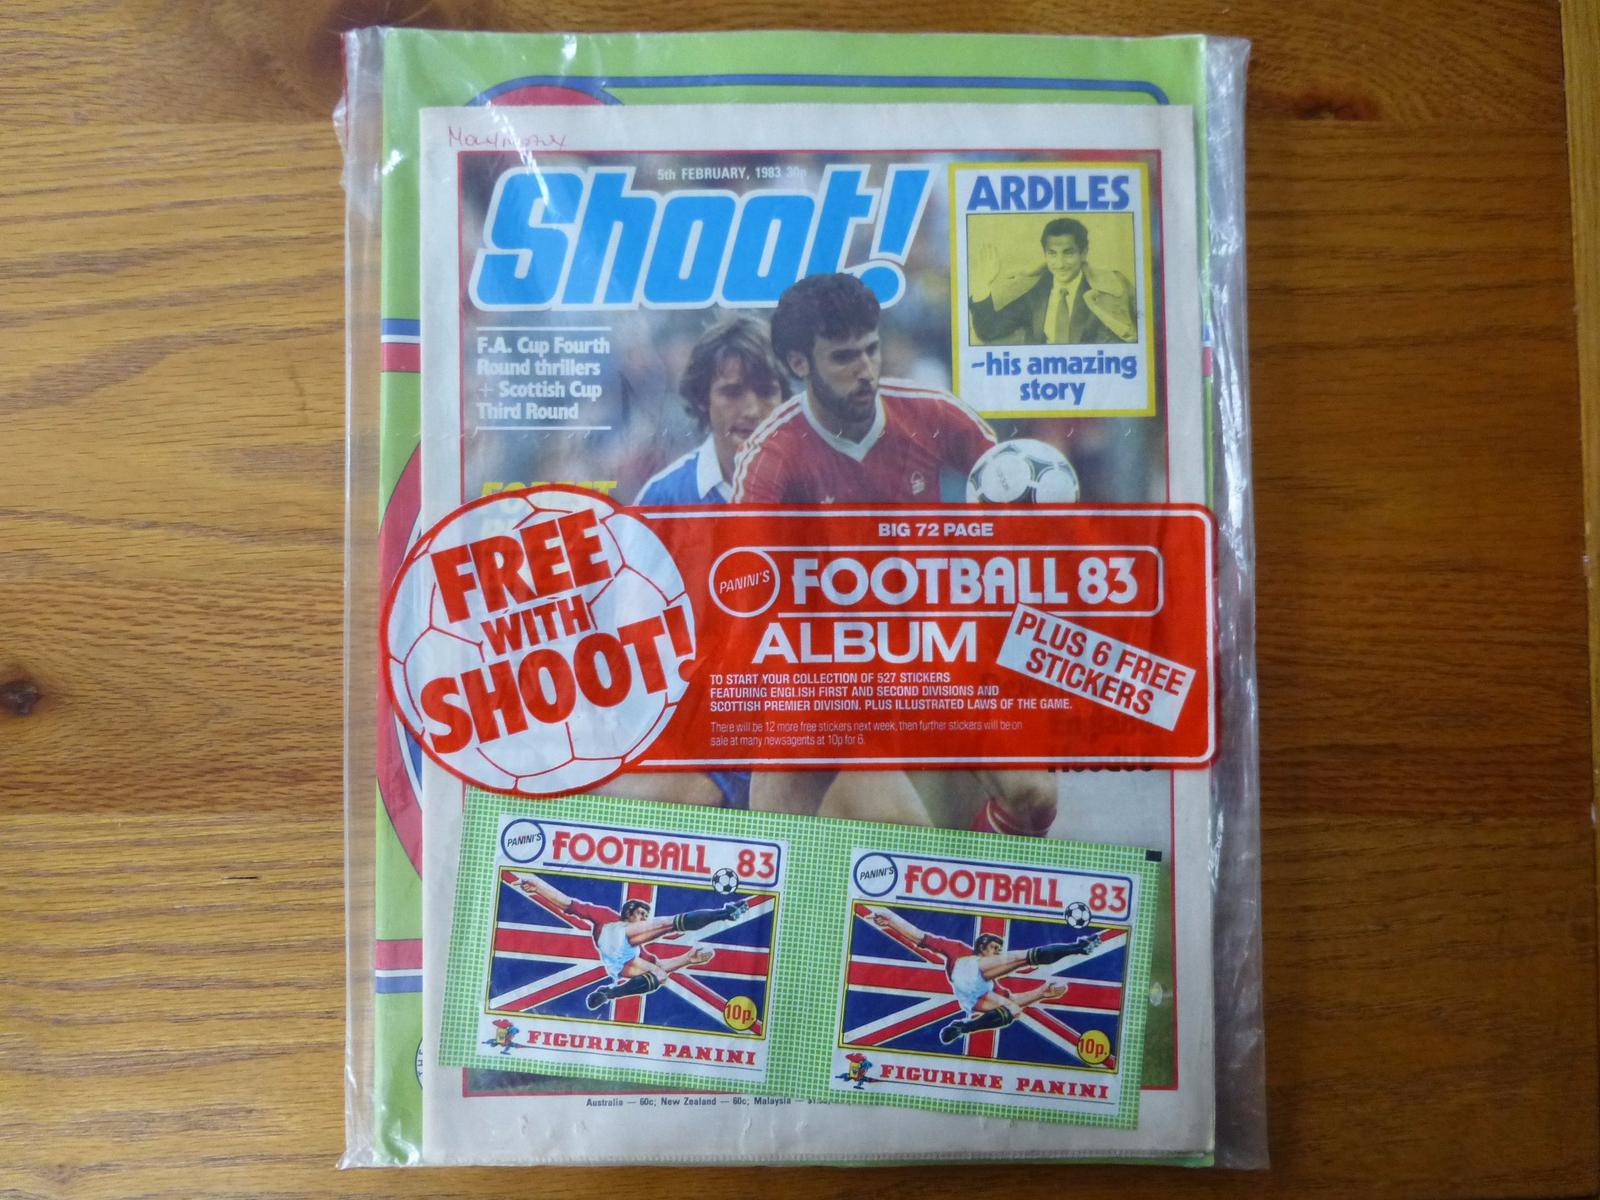 5th FEBRUARY, 1983 30p
Shoot!
ARDILES
-his amazing
story
F.A. Cup Fourth
Round thrillers
+ Scottish Cup
Third Round
FREE
WITH
SHOOT!
BIG 72 PAGE
PANINI'S FOOTBALL 83
ALBUM
PLUS 6 FREE
STICKERS
TO START YOUR COLLECTION OF 527 STICKERS
FEATURING ENGLISH FIRST AND SECOND DIVISIONS AND
SCOTTISH PREMIER DIVISION. PLUS ILLUSTRATED LAWS OF THE GAME.
There will be 12 more free stickers next week, then further stickers will be on
sale at many newsagents at 10p for 6.
PANINI'S FOOTBALL 83
10p.
FIGURINE PANINI
PANINI'S FOOTBALL 83
10p.
FIGURINE PANINI
Australia — 60c; New Zealand — 60c; Malaysia —